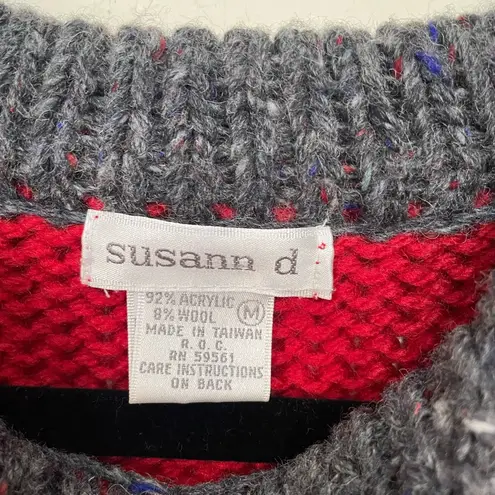 susann d
92% ACRYLIC
8% WOOL M
MADE IN TAIWAN
R. O. C.
RN 59561
CARE INSTRUCTIONS
ON BACK